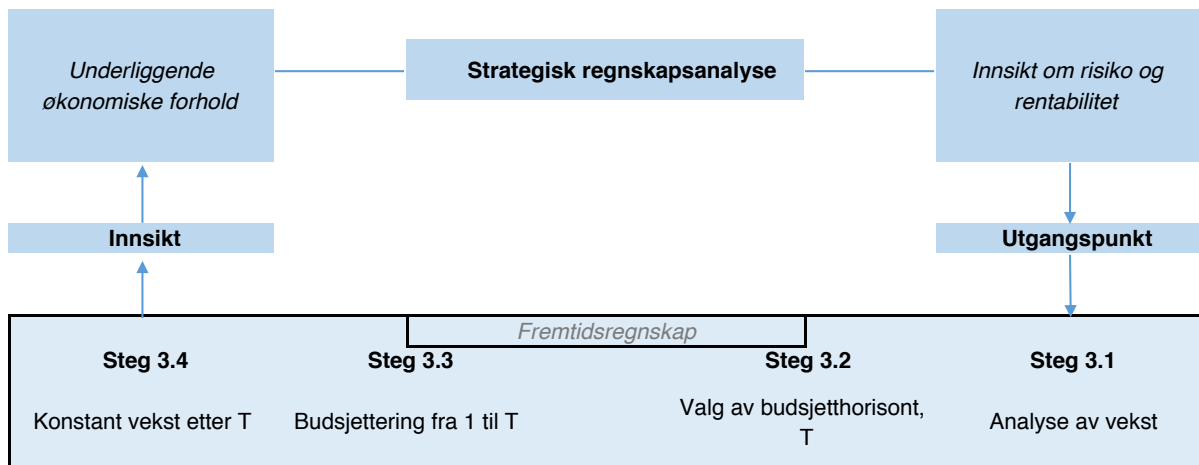 Underliggende
økonomiske forhold
Strategisk regnskapsanalyse
Innsikt om risiko og
rentabilitet
Innsikt
Utgangspunkt
Fremtidsregnskap
Steg 3.4
Steg 3.3
Steg 3.2
Steg 3.1
Konstant vekst etter T
Budsjettering fra 1 til T
Valg av budsjetthorisont,
T
Analyse av vekst